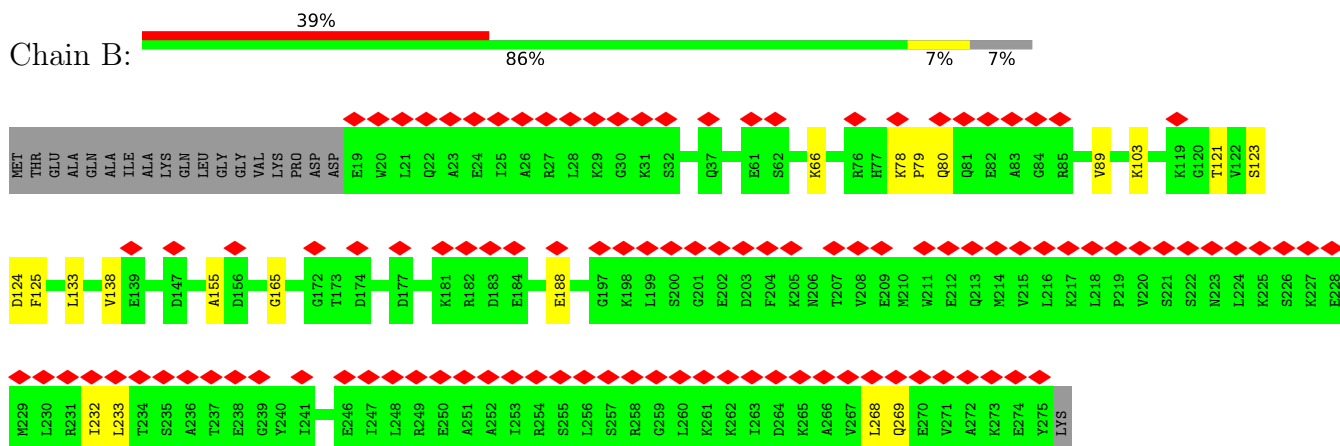 39%
Chain B:
86% 7% 7%
MET THR GLU ALA GLN ALA ILE ALA LYS GLN LEU GLY GLY VAL LYS PRO ASP ASP E19 W20 L21 Q22 A23 E24 I25 A26 R27 L28 K29 G30 K31 S32 Q37 E61 S62 K66 R76 H77 K78 P79 Q80 Q81 E82 A83 G84 R85 V89 K103 K119 G120 T121 V122 S123
D124 F125 L133 V138 E139 D147 A155 D156 G165 G172 T173 D174 D177 K181 R182 D183 E184 E188 G197 K198 L199 S200 G201 E202 D203 F204 K205 N206 T207 V208 E209 M210 W211 E212 Q213 M214 V215 L216 K217 L218 P219 V220 S221 S222 N223 L224 K225 S226 K227 E228
M229 L230 R231 I232 L233 T234 S235 A236 T237 E238 G239 Y240 I241 E246 I247 L248 R249 E250 A251 A252 I253 R254 S255 L256 S257 R258 G259 L260 K261 K262 I263 D264 K265 A266 V267 L268 Q269 E270 V271 A272 K273 E274 Y275 LYS